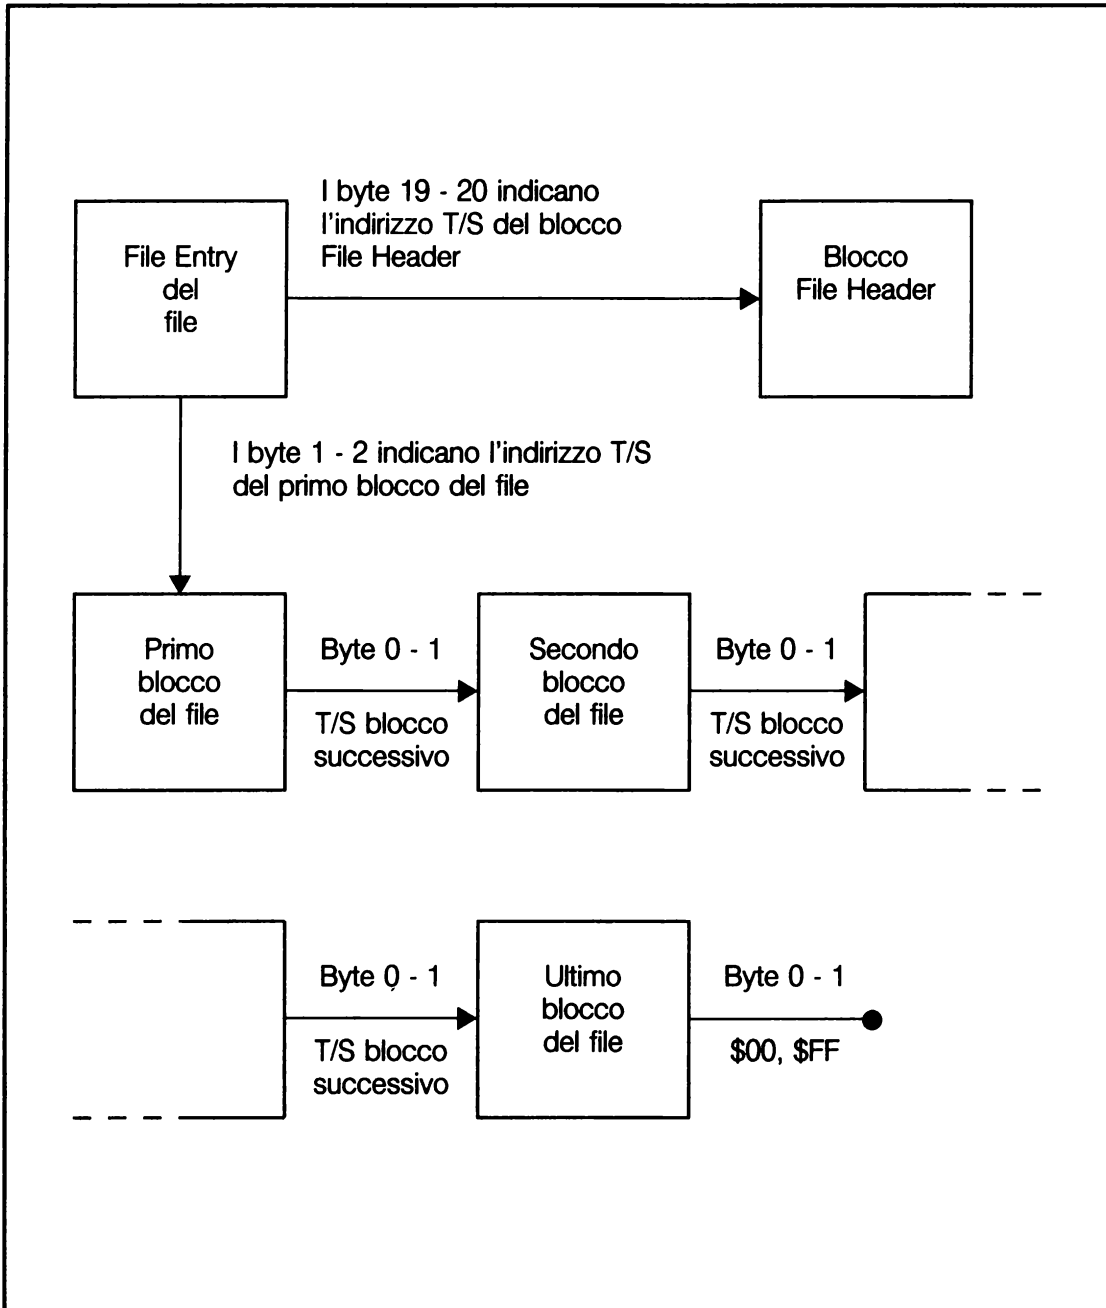 I byte 19 - 20 indicano
l'indirizzo T/S del blocco
File Header
File Entry
del
file
Blocco
File Header
I byte 1 - 2 indicano l'indirizzo T/S
del primo blocco del file
Primo
blocco
del file
Byte 0 - 1
T/S blocco
successivo
Secondo
blocco
del file
Byte 0 - 1
T/S blocco
successivo
Byte 0 - 1
T/S blocco
successivo
Ultimo
blocco
del file
Byte 0 - 1
$00, $FF